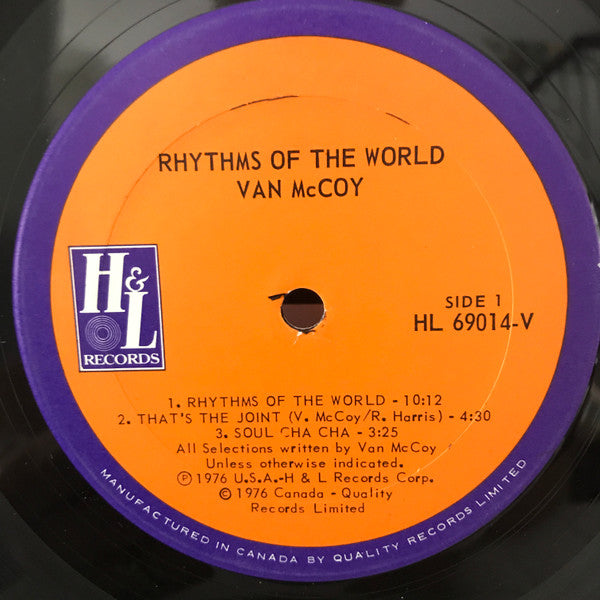 RHYTHMS OF THE WORLD
VAN McCOY
H&L
RECORDS
SIDE 1
HL 69014-V
1. RHYTHMS OF THE WORLD - 10:12
2. THAT'S THE JOINT (V. McCOY/R. HARRIS) - 4:30
3. SOUL CHA CHA - 3:25
All Selections written by Van McCoy
Unless otherwise indicated.
Ⓟ 1976 U.S.A.-H & L Records Corp.
© 1976 Canada - Quality
Records Limited
MANUFACTURED IN CANADA BY QUALITY RECORDS LIMITED